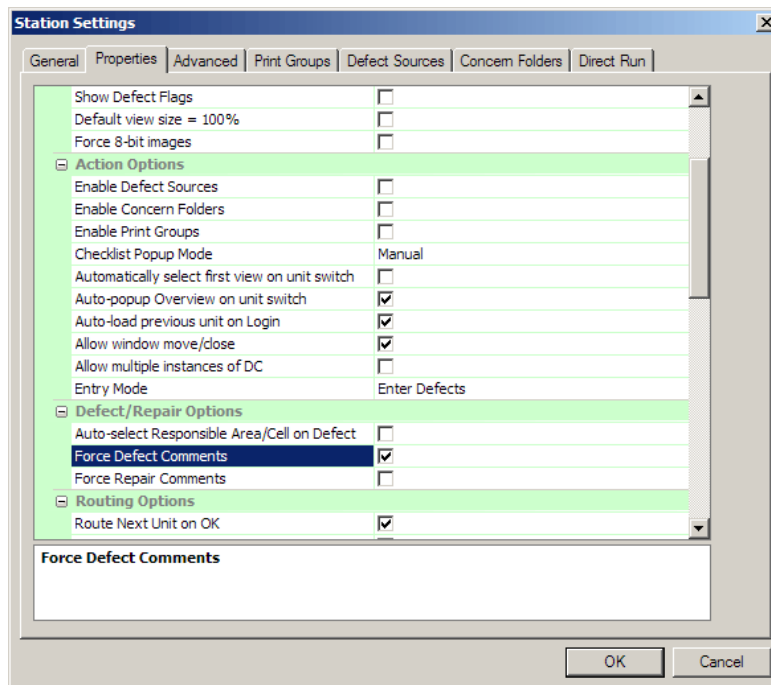 Station Settings
General Properties Advanced Print Groups Defect Sources Concern Folders Direct Run
Show Defect Flags
Default view size = 100%
Force 8-bit images
Action Options
Enable Defect Sources
Enable Concern Folders
Enable Print Groups
Checklist Popup Mode Manual
Automatically select first view on unit switch
Auto-popup Overview on unit switch
Auto-load previous unit on Login
Allow window move/close
Allow multiple instances of DC
Entry Mode Enter Defects
Defect/Repair Options
Auto-select Responsible Area/Cell on Defect
Force Defect Comments
Force Repair Comments
Routing Options
Route Next Unit on OK
Force Defect Comments
OK Cancel